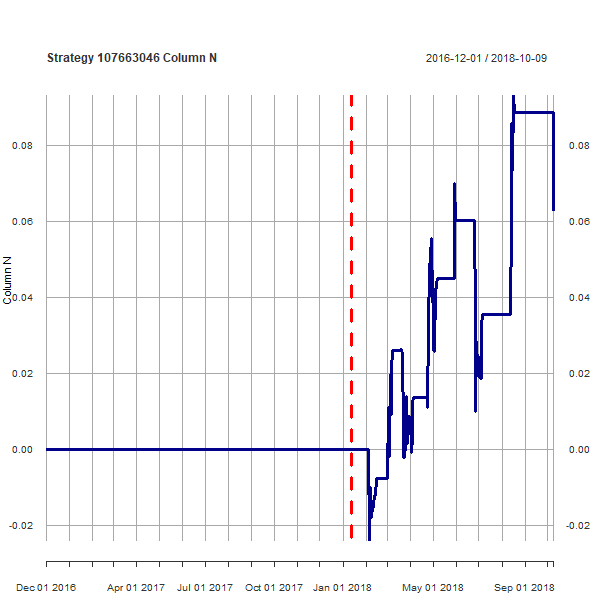 Strategy 107663046 Column N
2016-12-01 / 2018-10-09
0.08
0.08
0.06
0.06
0.04
0.04
0.02
0.02
0.00
0.00
-0.02
-0.02
Column N
Dec 01 2016
Apr 01 2017
Jul 01 2017
Oct 01 2017
Jan 01 2018
May 01 2018
Sep 01 2018